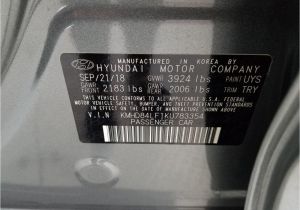 MANUFACTURED IN KOREA BY
HYUNDAI MOTOR COMPANY
SEP/21/18 GVWR 3924 lbs PAINT UYS
GAWR FRONT 2183 lbs GAWR REAR 2006 lbs TRIM TRY
THIS VEHICLE CONFORMS TO ALL APPLICABLE U.S. FEDERAL
MOTOR VEHICLE SAFETY, BUMPER, AND THEFT
PREVENTION STANDARDS IN EFFECT ON THE
DATE OF MANUFACTURE SHOWN ABOVE.
V.I.N KMHD84LF1KU783354
PASSENGER CAR